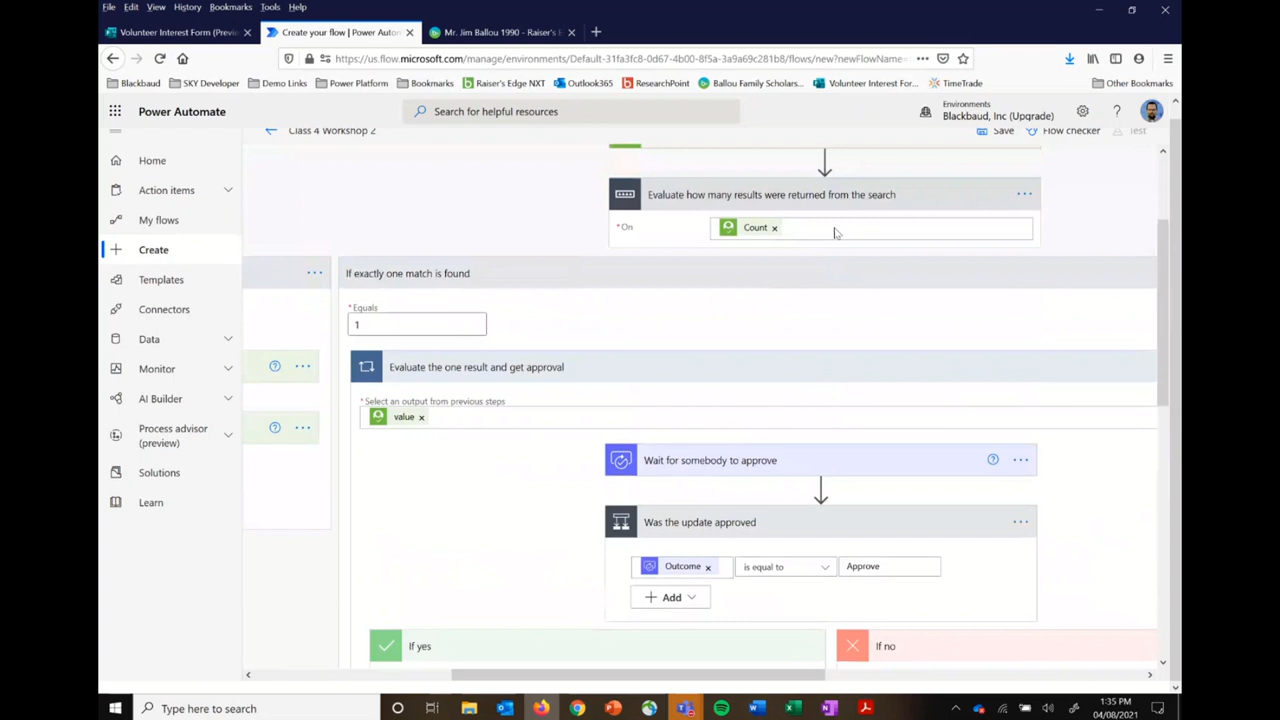 File Edit View History Bookmarks Tools Help
Volunteer Interest Form (Previe
Create your flow | Power Autom
Mr. Jim Ballou 1990 - Raiser's E
https://us.flow.microsoft.com/manage/environments/Default-31fa3fc8-0d67-4b00-8f5a-3a9a69c281b8/flows/new?newFlowName=
Blackbaud SKY Developer Demo Links Power Platform Bookmarks Raiser's Edge NXT Outlook365 ResearchPoint Ballou Family Scholars... Volunteer Interest For... TimeTrade Other Bookmarks
Power Automate
Search for helpful resources
Environments
Blackbaud, Inc (Upgrade)
?
Class 4 Workshop 2
Save
Flow checker
Test
Home
Action items
My flows
Create
Templates
Connectors
Data
Monitor
AI Builder
Process advisor
(preview)
Solutions
Learn
Evaluate how many results were returned from the search
* On
Count
If exactly one match is found
* Equals
1
Evaluate the one result and get approval
* Select an output from previous steps
value
Wait for somebody to approve
Was the update approved
Outcome
is equal to
Approve
Add
If yes
If no
Type here to search
1:35 PM
04/08/2021